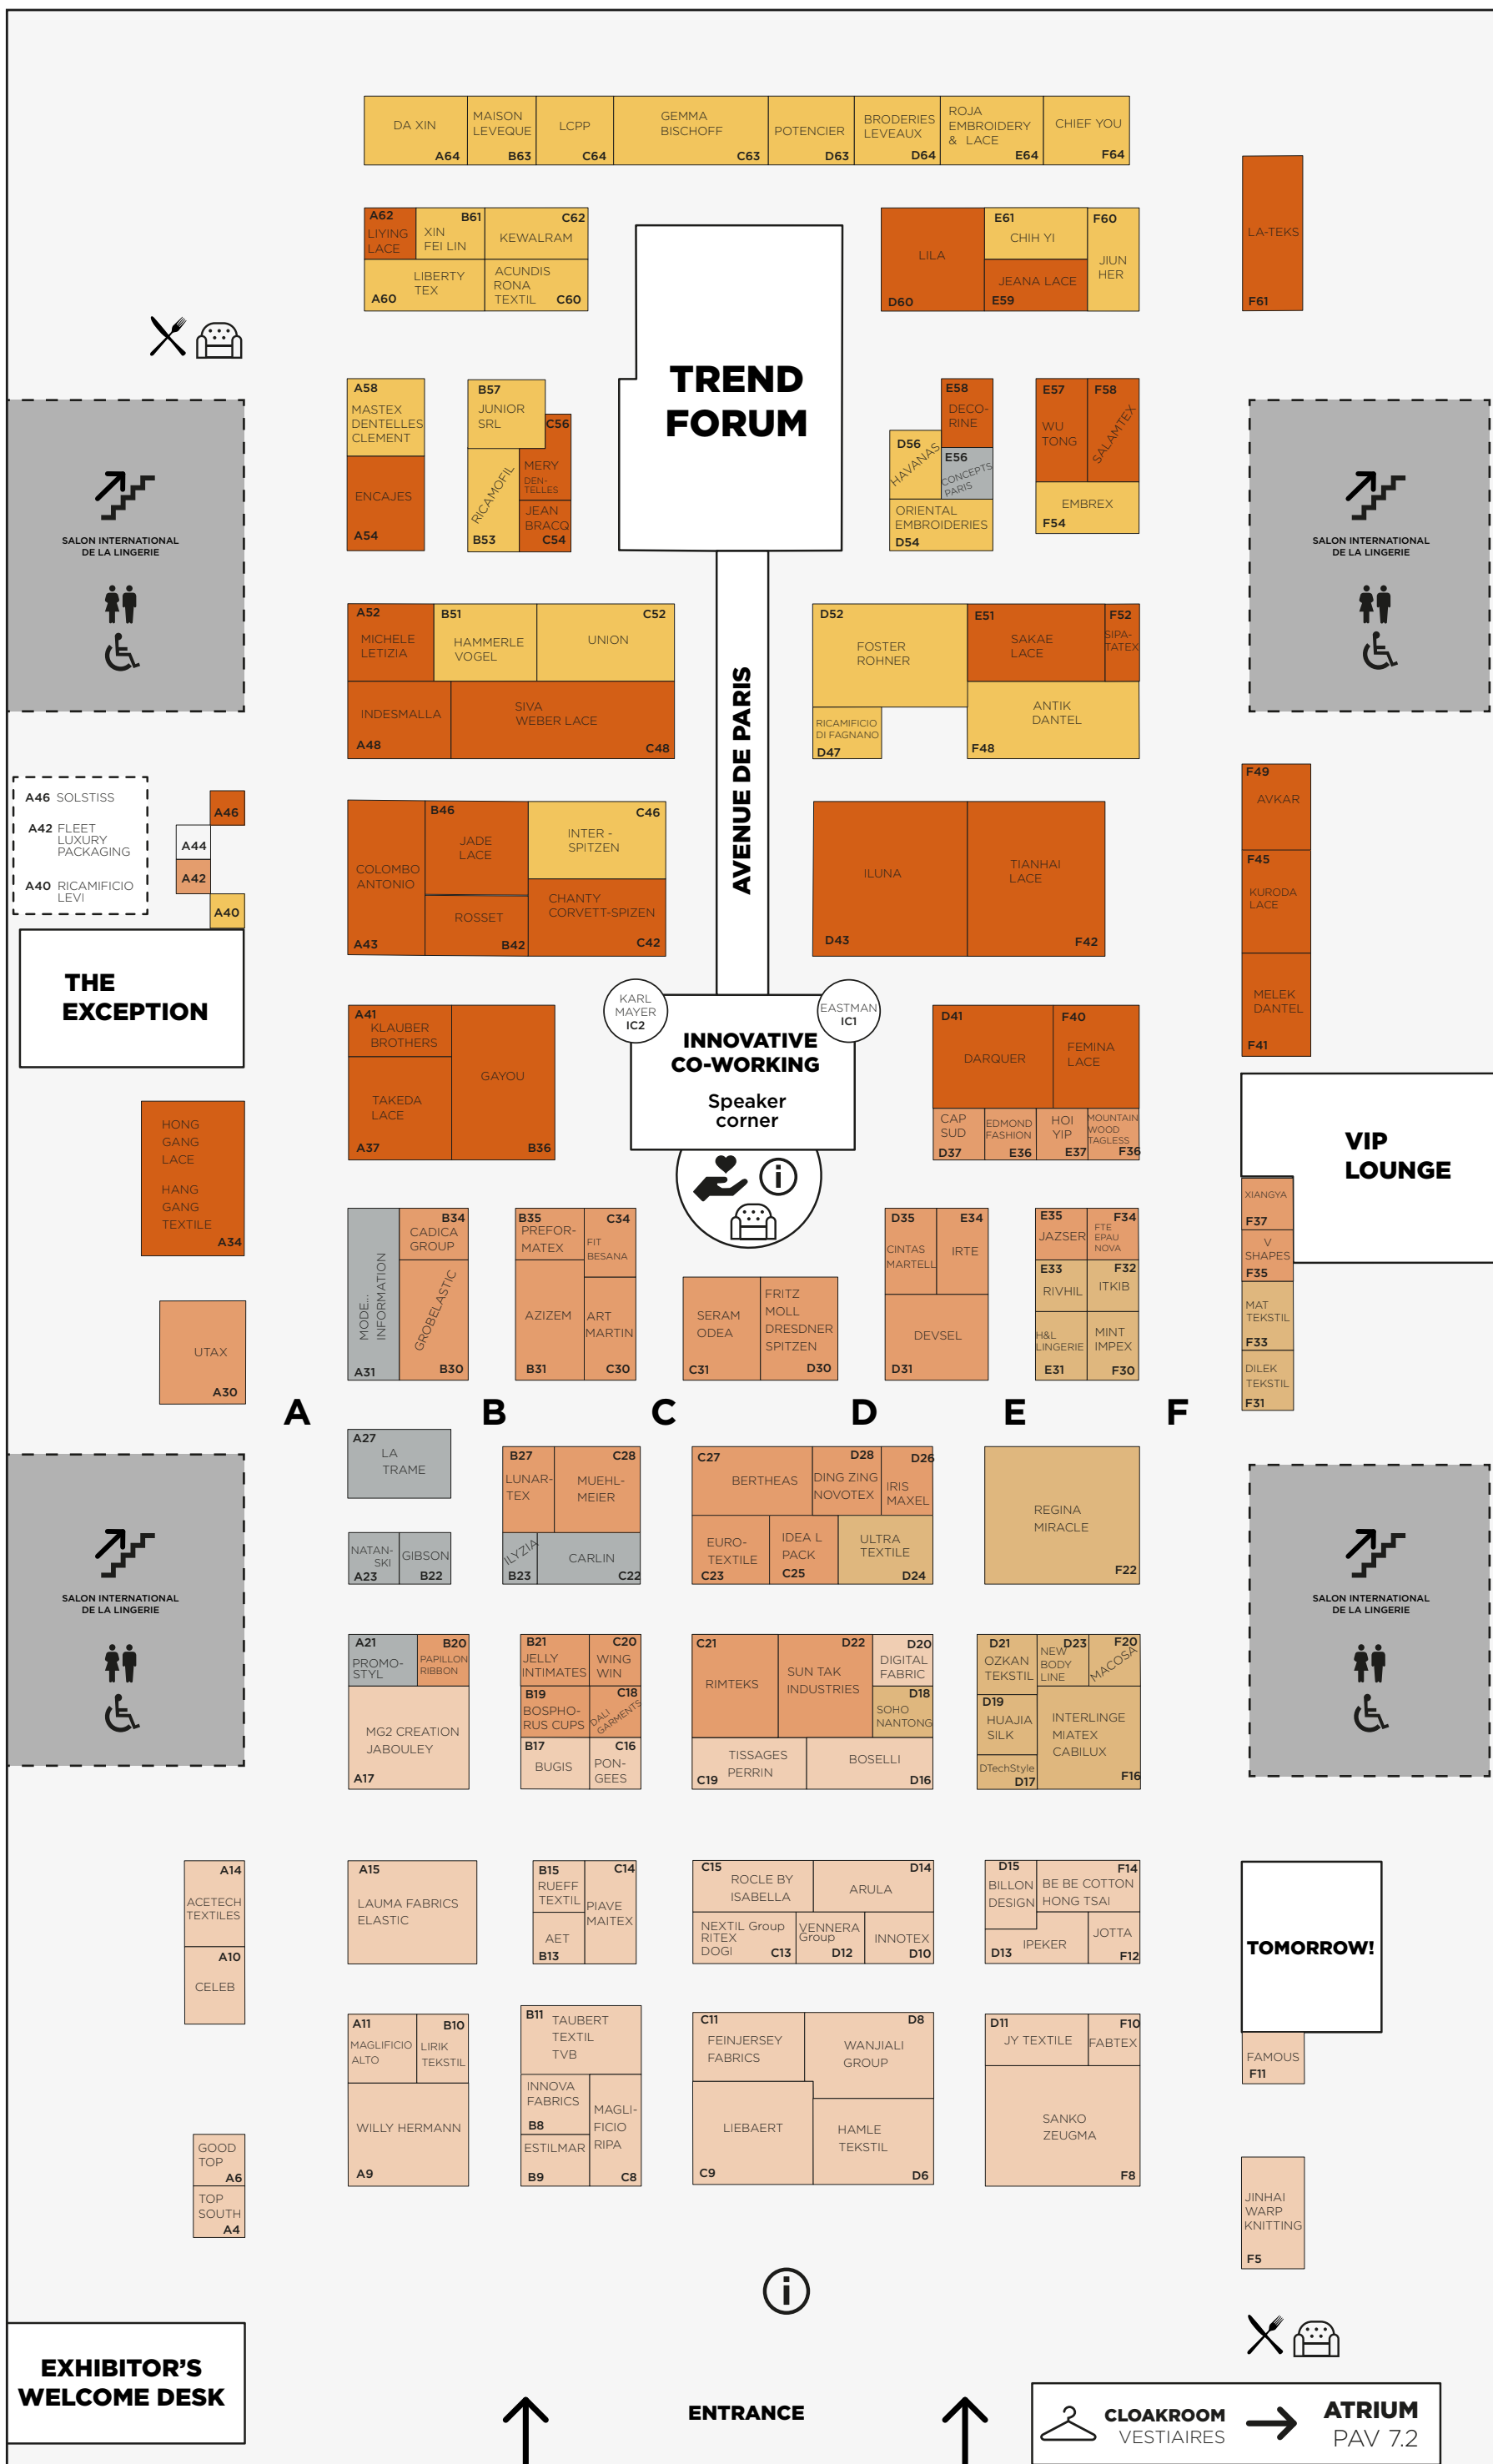 DA XIN
A64
MAISON
LEVEQUE
B63
LCPP
C64
GEMMA
BISCHOFF
C63
POTENCIER
D63
BRODERIES
LEVEAUX
D64
ROJA
EMBROIDERY
& LACE
E64
CHIEF YOU
F64
A62
LIYING
LACE
B61
XIN
FEI LIN
C62
KEWALRAM
LIBERTY
TEX
A60
ACUNDIS
RONA
TEXTIL
C60
LILA
D60
E61
CHIH YI
JEANA LACE
E59
F60
JIUN
HER
LA-TEKS
F61
TREND
FORUM
A58
MASTEX
DENTELLES
CLEMENT
ENCAJES
A54
B57
JUNIOR
SRL
C56
MERY
DEN-
TELLES
RICAMOFIL
B53
JEAN
BRACQ
C54
E58
DECO-
RINE
D56
HAVANAS
E56
CONCEPTS
PARIS
ORIENTAL
EMBROIDERIES
D54
E57
WU
TONG
F58
SALAMTEX
EMBREX
F54
SALON INTERNATIONAL
DE LA LINGERIE
SALON INTERNATIONAL
DE LA LINGERIE
A52
MICHELE
LETIZIA
B51
HAMMERLE
VOGEL
C52
UNION
INDESMALLA
A48
SIVA
WEBER LACE
C48
AVENUE DE PARIS
D52
FOSTER
ROHNER
E51
SAKAE
LACE
F52
SIPA-
TATEX
RICAMIFICIO
DI FAGNANO
D47
ANTIK
DANTEL
F48
A46 SOLSTISS
A42 FLEET
LUXURY
PACKAGING
A40 RICAMIFICIO
LEVI
A46
A44
A42
A40
THE
EXCEPTION
COLOMBO
ANTONIO
A43
B46
JADE
LACE
C46
INTER -
SPITZEN
ROSSET
B42
CHANTY
CORVETT-SPIZEN
C42
ILUNA
D43
TIANHAI
LACE
F42
F49
AVKAR
F45
KURODA
LACE
MELEK
DANTEL
F41
A41
KLAUBER
BROTHERS
TAKEDA
LACE
A37
GAYOU
B36
KARL
MAYER
IC2
EASTMAN
IC1
INNOVATIVE
CO-WORKING
Speaker
corner
i
D41
DARQUER
F40
FEMINA
LACE
CAP
SUD
D37
EDMOND
FASHION
E36
HOI
YIP
E37
MOUNTAIN
WOOD
TAGLESS
F36
VIP
LOUNGE
HONG
GANG
LACE
HANG
GANG
TEXTILE
A34
UTAX
A30
MODE...
INFORMATION
A31
B34
CADICA
GROUP
GROBELASTIC
B30
B35
PREFOR-
MATEX
C34
FIT
BESANA
AZIZEM
B31
ART
MARTIN
C30
SERAM
ODEA
C31
FRITZ
MOLL
DRESDNER
SPITZEN
D30
D35
CINTAS
MARTELL
E34
IRTE
DEVSEL
D31
E35
JAZSER
F34
FTE
EPAU
NOVA
E33
RIVHIL
F32
ITKIB
H&L
LINGERIE
E31
MINT
IMPEX
F30
XIANGYA
F37
V
SHAPES
F35
MAT
TEKSTIL
F33
DILEK
TEKSTIL
F31
A
B
C
D
E
F
A27
LA
TRAME
NATAN-
SKI
A23
GIBSON
B22
B27
LUNAR-
TEX
C28
MUEHL-
MEIER
ILYZIA
B23
CARLIN
C22
C27
BERTHEAS
D28
DING ZING
NOVOTEX
D26
IRIS
MAXEL
EURO-
TEXTILE
C23
IDEA L
PACK
C25
ULTRA
TEXTILE
D24
REGINA
MIRACLE
F22
SALON INTERNATIONAL
DE LA LINGERIE
SALON INTERNATIONAL
DE LA LINGERIE
A21
PROMO-
STYL
B20
PAPILLON
RIBBON
MG2 CREATION
JABOULEY
A17
B21
JELLY
INTIMATES
C20
WING
WIN
B19
BOSPHO-
RUS CUPS
C18
DALI
GARMENTS
B17
BUGIS
C16
PON-
GEES
C21
RIMTEKS
D22
SUN TAK
INDUSTRIES
D20
DIGITAL
FABRIC
D18
SOHO
NANTONG
TISSAGES
PERRIN
C19
BOSELLI
D16
D21
OZKAN
TEKSTIL
D23
NEW
BODY
LINE
F20
MACOSA
D19
HUAJIA
SILK
DTechStyle
D17
INTERLINGE
MIATEX
CABILUX
F16
A14
ACETECH
TEXTILES
A10
CELEB
A15
LAUMA FABRICS
ELASTIC
B15
RUEFF
TEXTIL
C14
PIAVE
MAITEX
AET
B13
C15
ROCLE BY
ISABELLA
D14
ARULA
NEXTIL Group
RITEX
DOGI
C13
VENNERA
Group
D12
INNOTEX
D10
D15
BILLON
DESIGN
F14
BE BE COTTON
HONG TSAI
IPEKER
D13
JOTTA
F12
TOMORROW!
FAMOUS
F11
A11
MAGLIFICIO
ALTO
B10
LIRIK
TEKSTIL
WILLY HERMANN
A9
B11
TAUBERT
TEXTIL
TVB
INNOVA
FABRICS
B8
ESTILMAR
B9
MAGLI-
FICIO
RIPA
C8
C11
FEINJERSEY
FABRICS
D8
WANJIALI
GROUP
LIEBAERT
C9
HAMLE
TEKSTIL
D6
D11
JY TEXTILE
F10
FABTEX
SANKO
ZEUGMA
F8
GOOD
TOP
A6
TOP
SOUTH
A4
JINHAI
WARP
KNITTING
F5
i
EXHIBITOR'S
WELCOME DESK
ENTRANCE
CLOAKROOM
VESTIAIRES
ATRIUM
PAV 7.2